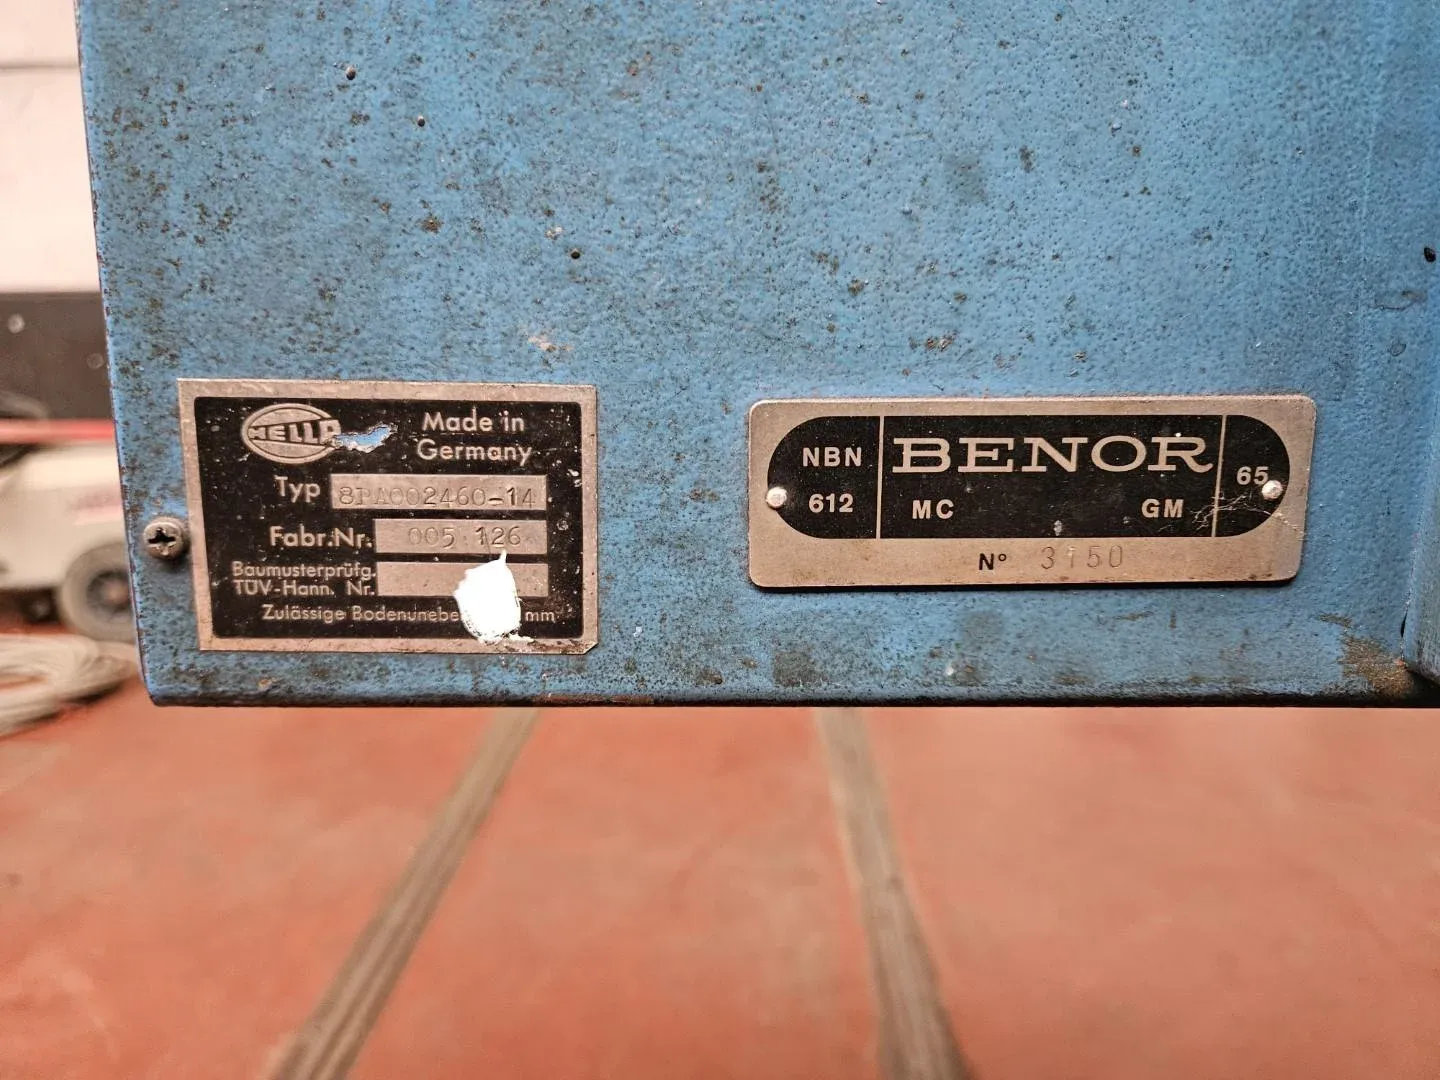 HELLA
Made in
Germany
Typ 8PA002460-14
Fabr.Nr. 005 126
Baumusterprüfg.
TÜV-Hann. Nr.
Zulässige mm
NBN
612
BENOR
MC GM
65
Nº 3150